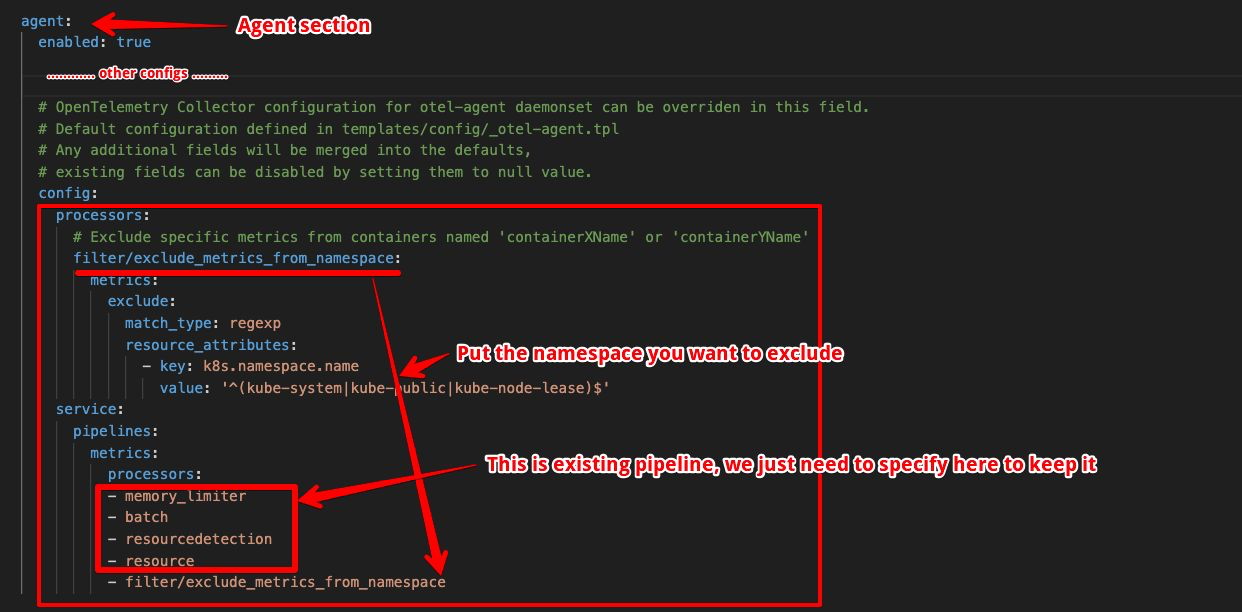 agent:
Agent section
enabled: true
............ other configs .........
# OpenTelemetry Collector configuration for otel-agent daemonset can be overriden in this field.
# Default configuration defined in templates/config/_otel-agent.tpl
# Any additional fields will be merged into the defaults,
# existing fields can be disabled by setting them to null value.
config:
processors:
# Exclude specific metrics from containers named 'containerXName' or 'containerYName'
filter/exclude_metrics_from_namespace:
metrics:
exclude:
match_type: regexp
resource_attributes:
Put the namespace you want to exclude
- key: k8s.namespace.name
value: '^(kube-system|kube-public|kube-node-lease)$'
service:
pipelines:
metrics:
This is existing pipeline, we just need to specify here to keep it
processors:
- memory_limiter
- batch
- resourcedetection
- resource
- filter/exclude_metrics_from_namespace